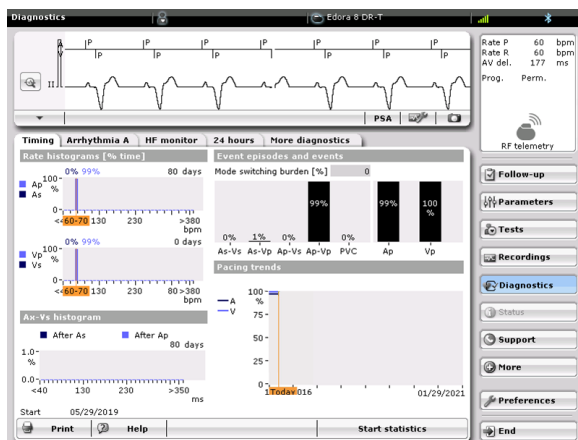 Diagnostics
Edora 8 DR-T
A
V
P P P P P P
P P P P P
II
Rate P 60 bpm
Rate R 60 bpm
AV del. 177 ms
Prog. Perm.
RF telemetry
PSA
Timing Arrhythmia A HF monitor 24 hours More diagnostics
Rate histograms [% time]
0% 99% 80 days
100
Ap %
As
0
<<60-70 130 230 >380
bpm
0% 99% 0 days
100
Vp %
Vs
0
<<60-70 130 230 80>380
bpm
Ax-Vs histogram
After As After Ap
80 days
1.0
%
0.0
<40 130 230 >350
ms
Start 05/29/2019
Event episodes and events
Mode switching burden [%] 0
0% 1% 0% 99% 0% 99% 100 %
As-Vs As-Vp Ap-Vs Ap-Vp PVC Ap Vp
Pacing trends
A
V
100
%
75
50
25
0
1 Today 016 01/29/2021
Follow-up
Parameters
Tests
Recordings
Diagnostics
Status
Support
More
Preferences
End
Print Help Start statistics